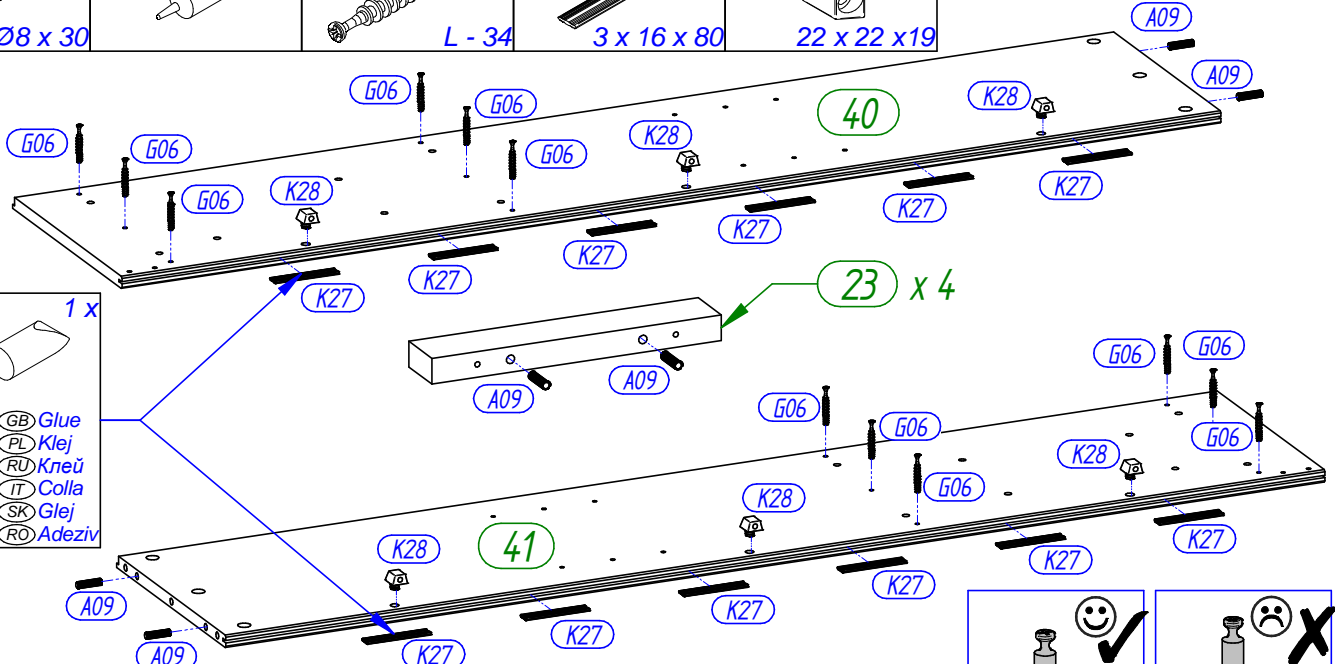 Ø8 x 30
L - 34
3 x 16 x 80
22 x 22 x19
A09
A09
G06
G06
G06
G06
G06
G06
K28
K28
K28
40
K27
K27
K27
K27
K27
K27
1 x
GB Glue
PL Klej
RU Клей
IT Colla
SK Glej
RO Adeziv
23 x 4
A09
A09
G06
G06
G06
G06
G06
G06
K28
K28
K28
41
A09
A09
K27
K27
K27
K27
K27
K27